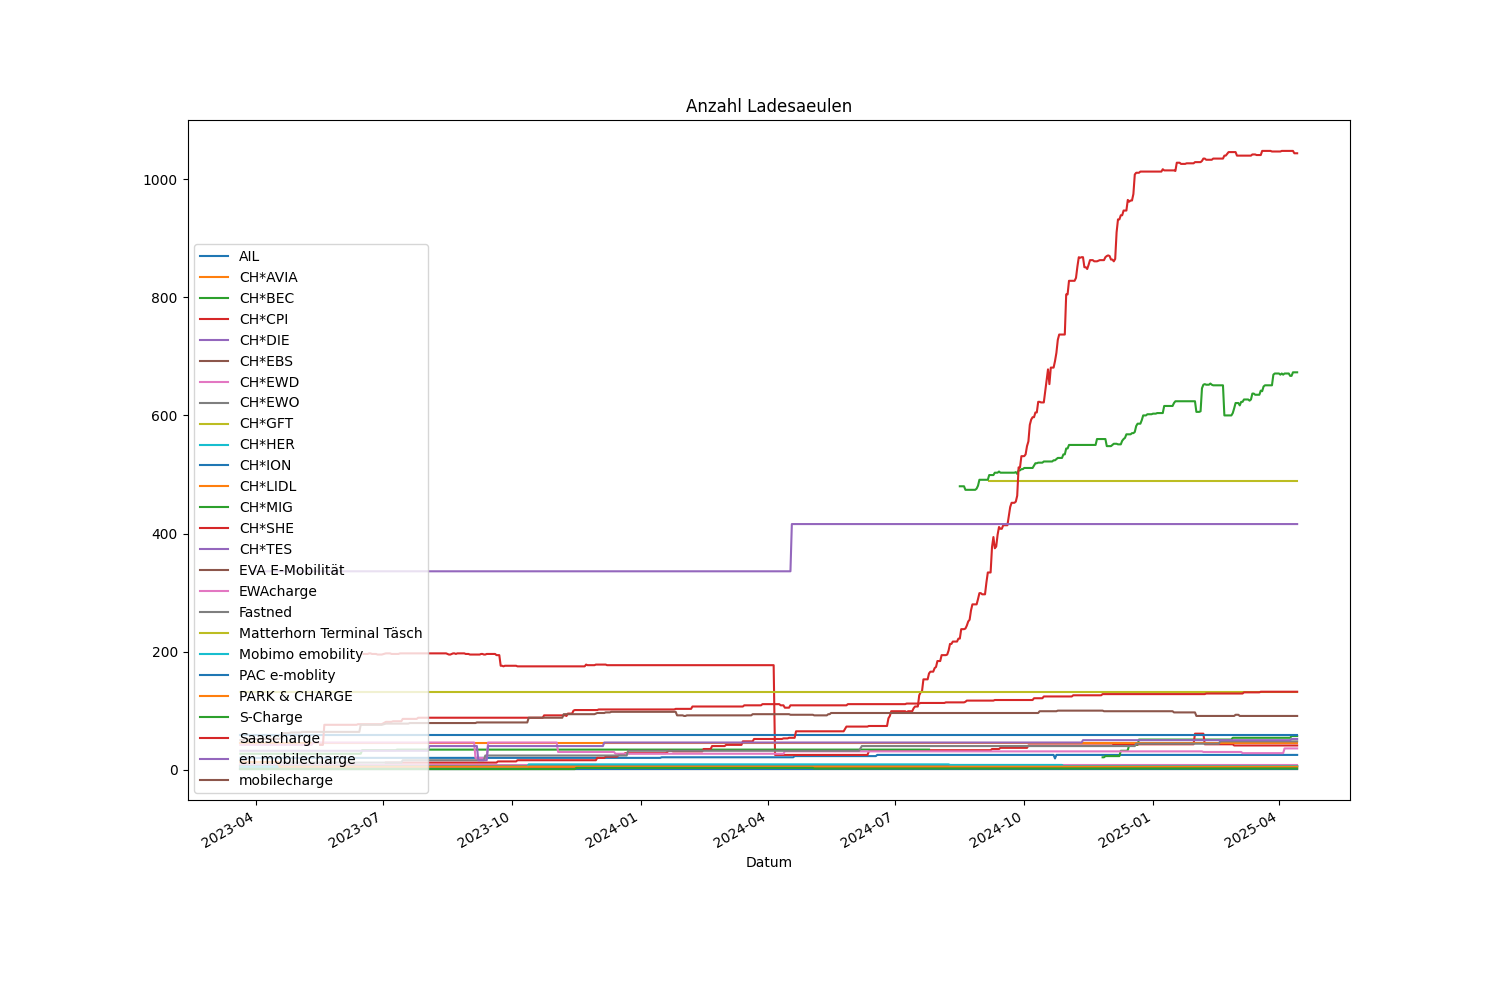 Anzahl Ladesaeulen
1000
800
600
400
200
0
AIL
CH*AVIA
CH*BEC
CH*CPI
CH*DIE
CH*EBS
CH*EWD
CH*EWO
CH*GFT
CH*HER
CH*ION
CH*LIDL
CH*MIG
CH*SHE
CH*TES
EVA E-Mobilität
EWAcharge
Fastned
Matterhorn Terminal Täsch
Mobimo emobility
PAC e-moblity
PARK & CHARGE
S-Charge
Saascharge
en mobilecharge
mobilecharge
2023-04
2023-07
2023-10
2024-01
2024-04
2024-07
2024-10
2025-01
2025-04
Datum